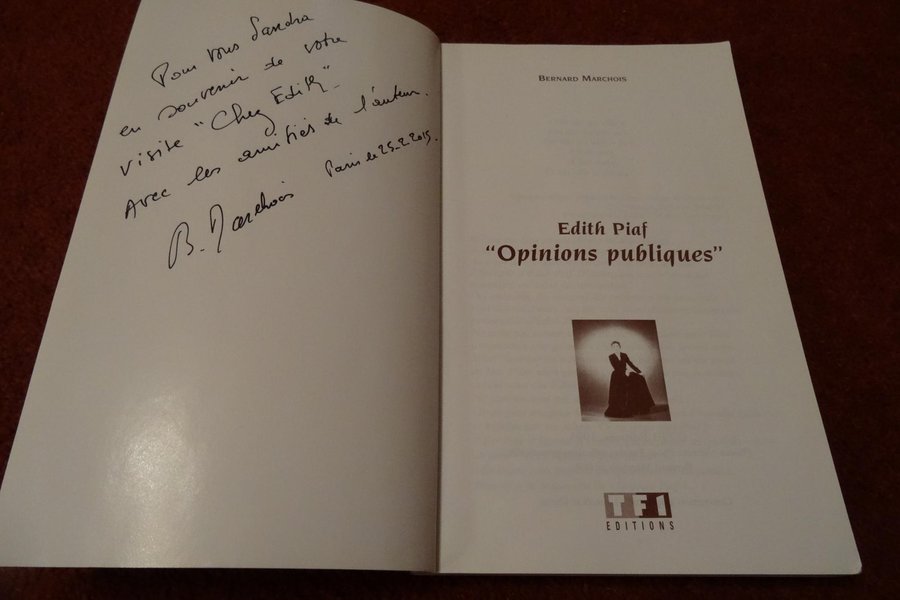 Pour vous Sandra
en souvenir de votre
visite "Chez Edith"-
Avec les amitiés de l'auteur.
Paris le 25.2.2015.
B. Marchois
BERNARD MARCHOIS
Edith Piaf
"Opinions publiques"
TF1
EDITIONS